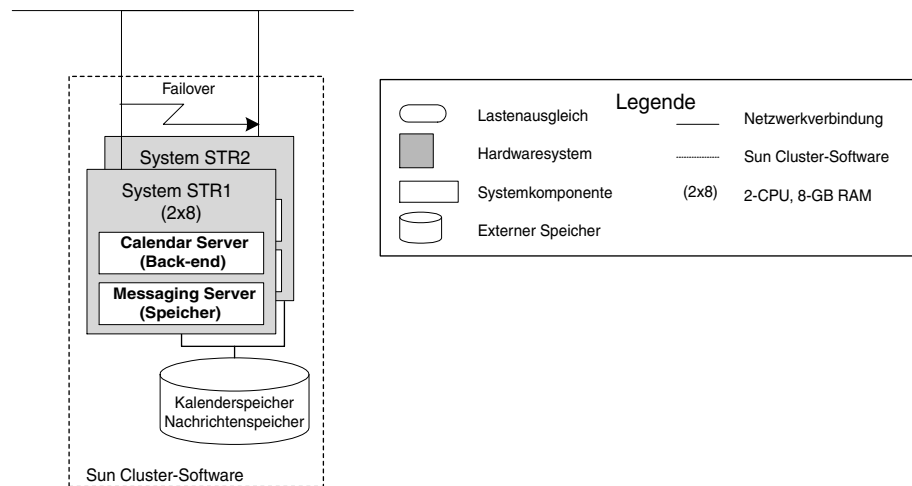 Failover
System STR2
System STR1
(2x8)
Calendar Server
(Back-end)
Messaging Server
(Speicher)
Kalenderspeicher
Nachrichtenspeicher
Sun Cluster-Software
Legende
Lastenausgleich
Hardwaresystem
Systemkomponente
Externer Speicher
Netzwerkverbindung
Sun Cluster-Software
(2x8) 2-CPU, 8-GB RAM